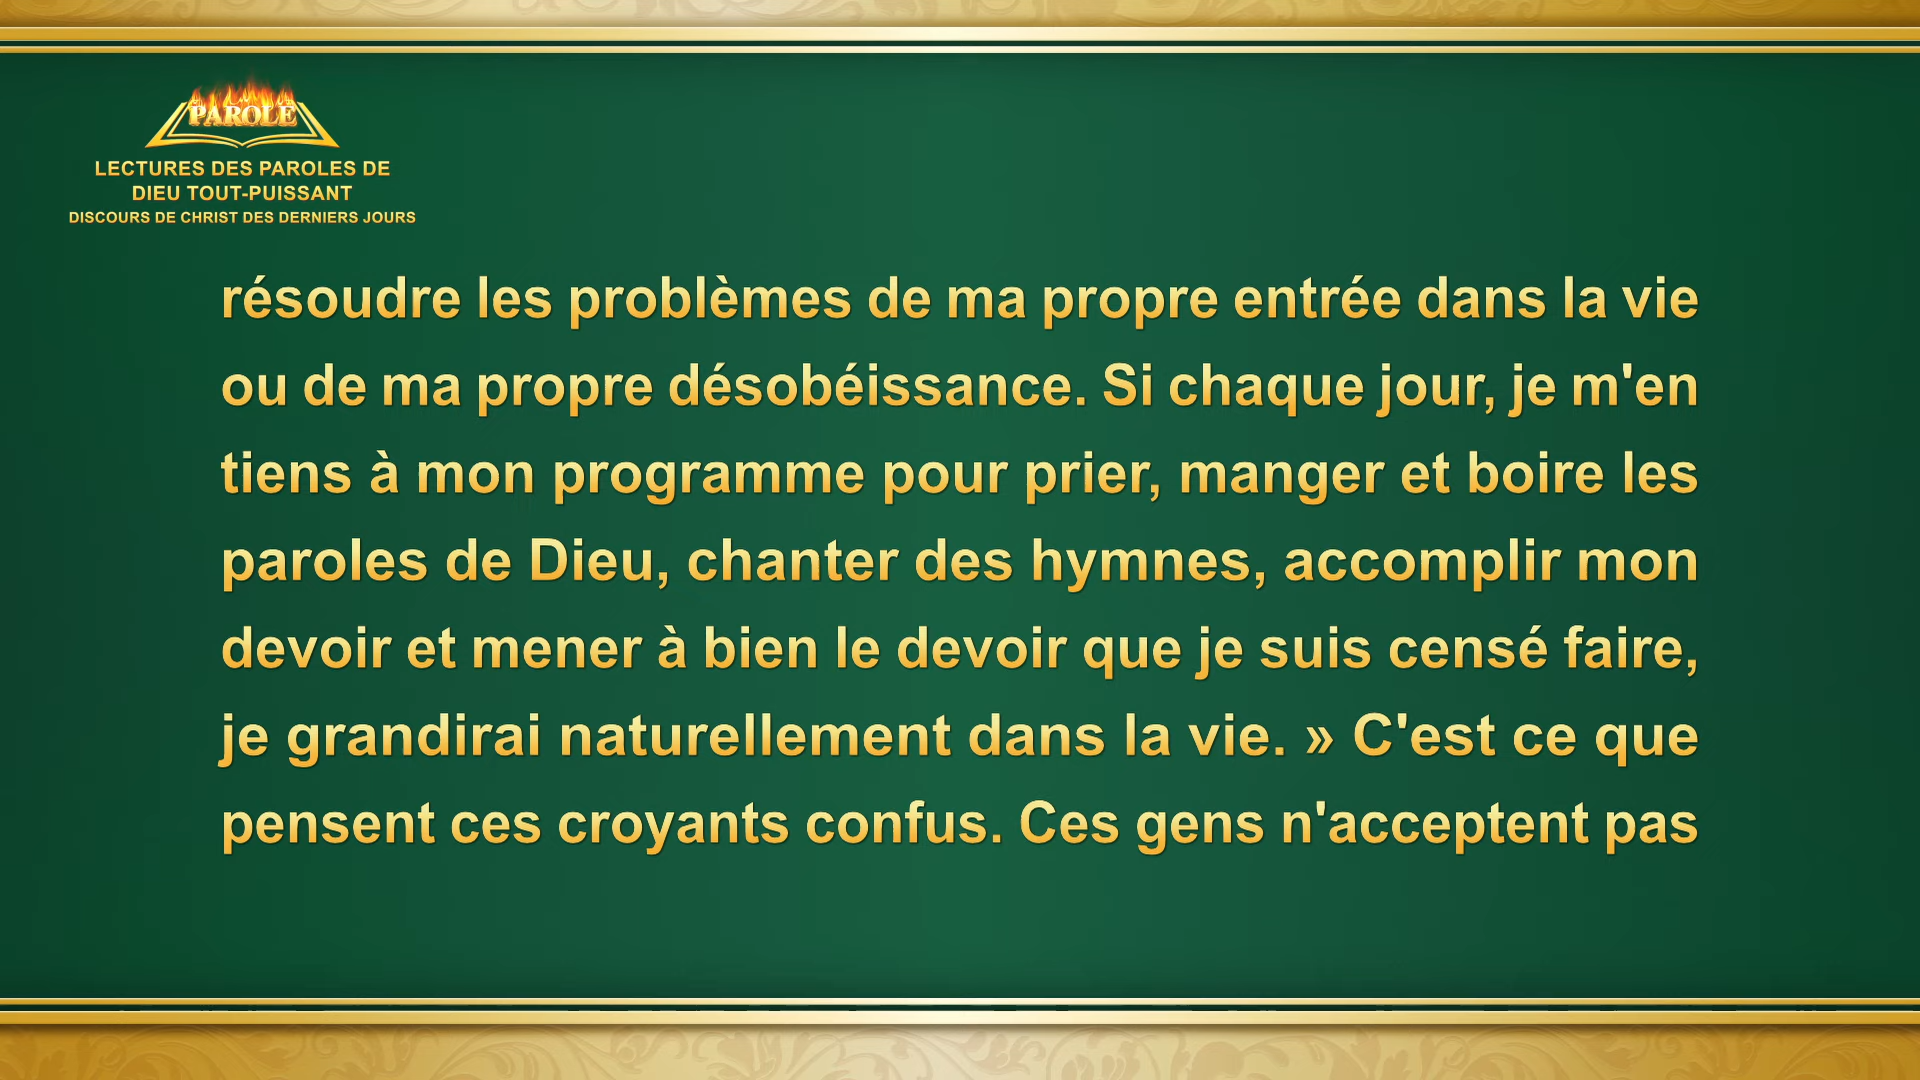 PAROLE
LECTURES DES PAROLES DE
DIEU TOUT-PUISSANT
DISCOURS DE CHRIST DES DERNIERS JOURS
résoudre les problèmes de ma propre entrée dans la vie
ou de ma propre désobéissance. Si chaque jour, je m'en
tiens à mon programme pour prier, manger et boire les
paroles de Dieu, chanter des hymnes, accomplir mon
devoir et mener à bien le devoir que je suis censé faire,
je grandirai naturellement dans la vie. » C'est ce que
pensent ces croyants confus. Ces gens n'acceptent pas